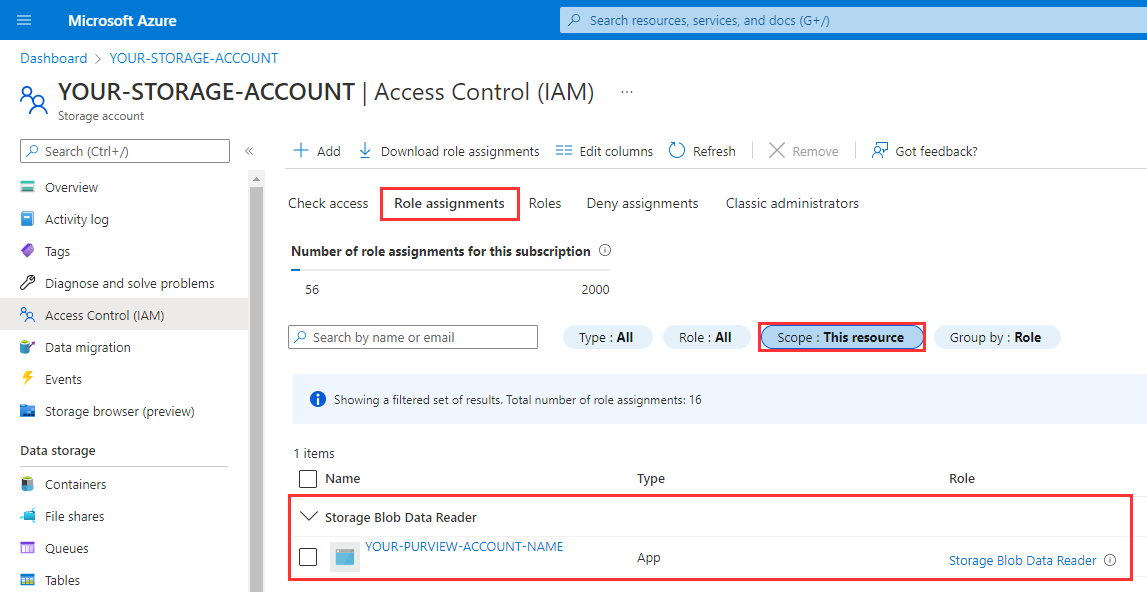 Microsoft Azure
Search resources, services, and docs (G+/)
Dashboard > YOUR-STORAGE-ACCOUNT
YOUR-STORAGE-ACCOUNT | Access Control (IAM) ...
Storage account
Search (Ctrl+/) «
Add Download role assignments Edit columns Refresh Remove Got feedback?
Overview
Activity log
Tags
Diagnose and solve problems
Access Control (IAM)
Data migration
Events
Storage browser (preview)
Data storage
Containers
File shares
Queues
Tables
Check access Role assignments Roles Deny assignments Classic administrators
Number of role assignments for this subscription
56 2000
Search by name or email Type : All Role : All Scope : This resource Group by : Role
Showing a filtered set of results. Total number of role assignments: 16
1 items
Name Type Role
Storage Blob Data Reader
YOUR-PURVIEW-ACCOUNT-NAME App Storage Blob Data Reader